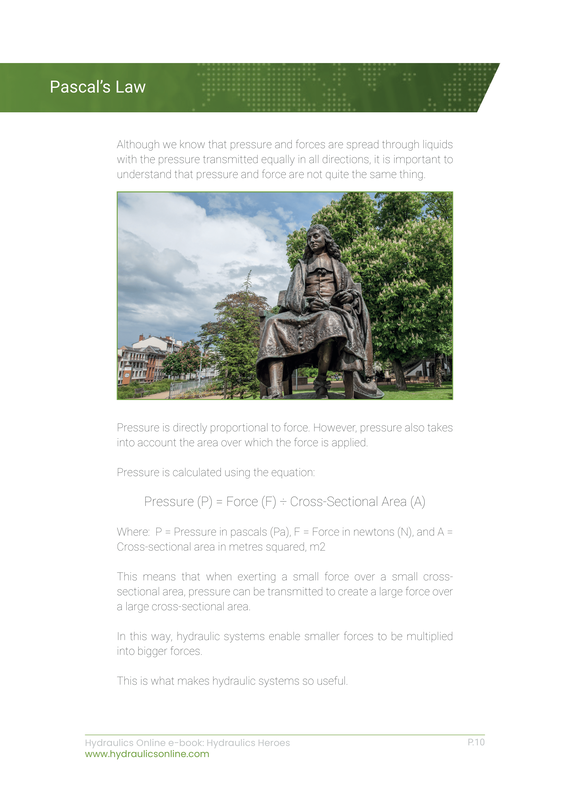 Pascal's Law
Although we know that pressure and forces are spread through liquids
with the pressure transmitted equally in all directions, it is important to
understand that pressure and force are not quite the same thing.
Pressure is directly proportional to force. However, pressure also takes
into account the area over which the force is applied.
Pressure is calculated using the equation:
Pressure (P) = Force (F) ÷ Cross-Sectional Area (A)
Where:  P = Pressure in pascals (Pa), F = Force in newtons (N), and A =
Cross-sectional area in metres squared, m2
This means that when exerting a small force over a small cross-
sectional area, pressure can be transmitted to create a large force over
a large cross-sectional area.
In this way, hydraulic systems enable smaller forces to be multiplied
into bigger forces.
This is what makes hydraulic systems so useful.
Hydraulics Online e-book: Hydraulics Heroes
www.hydraulicsonline.com
P.10